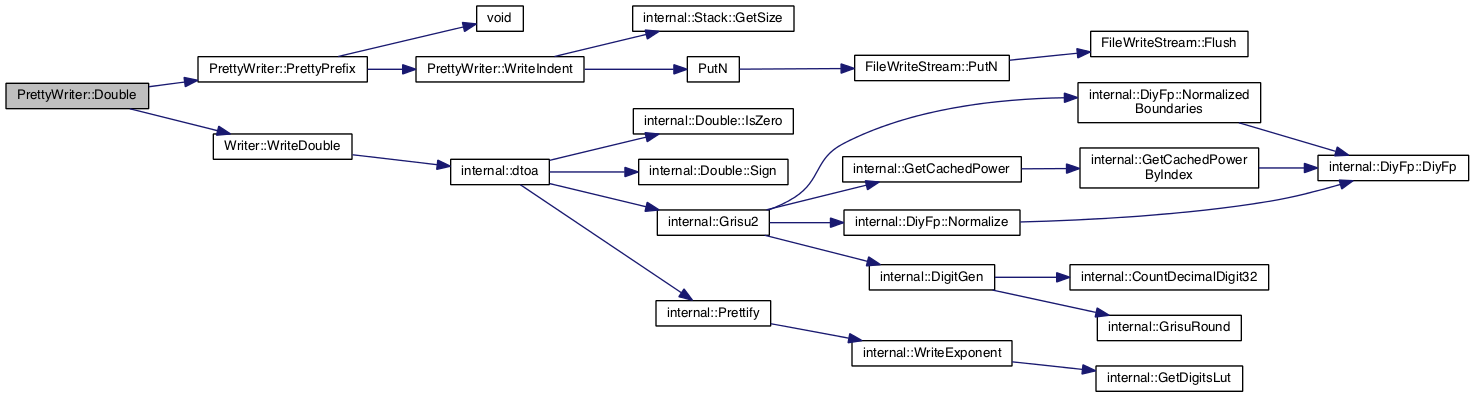 void
internal::Stack::GetSize
FileWriteStream::Flush
PrettyWriter::PrettyPrefix
PrettyWriter::WriteIndent
PutN
FileWriteStream::PutN
PrettyWriter::Double
internal::DiyFp::Normalized
Boundaries
internal::Double::IsZero
Writer::WriteDouble
internal::dtoa
internal::Double::Sign
internal::GetCachedPower
internal::GetCachedPower
ByIndex
internal::DiyFp::DiyFp
internal::Grisu2
internal::DiyFp::Normalize
internal::DigitGen
internal::CountDecimalDigit32
internal::Prettify
internal::GrisuRound
internal::WriteExponent
internal::GetDigitsLut